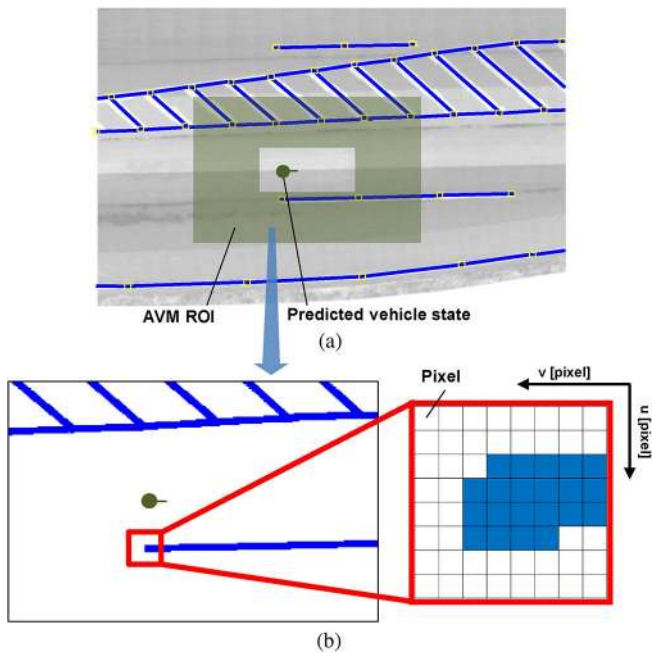 AVM ROI
Predicted vehicle state
(a)
Pixel
v [pixel]
u [pixel]
(b)